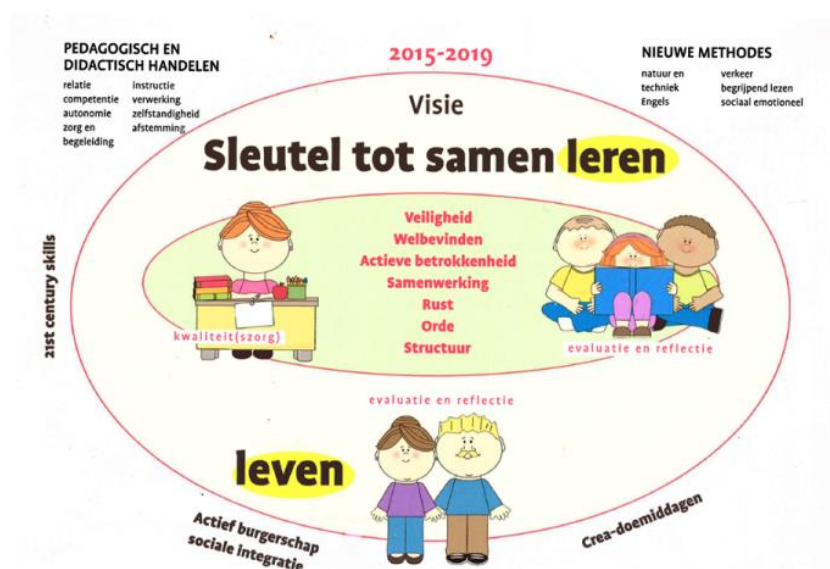 PEDAGOGISCH EN
DIDACTISCH HANDELEN
relatie instructie
competentie verwerking
autonomie zelfstandigheid
zorg en afstemming
begeleiding
2015-2019
NIEUWE METHODES
natuur en verkeer
techniek begrijpend lezen
Engels sociaal emotioneel
Visie
Sleutel tot samen leren
Veiligheid
Welbevinden
Actieve betrokkenheid
Samenwerking
Rust
Orde
Structuur
kwaliteit(szorg)
evaluatie en reflectie
21st century skills
evaluatie en reflectie
leven
Actief burgerschap
sociale integratie
Crea-doemiddagen